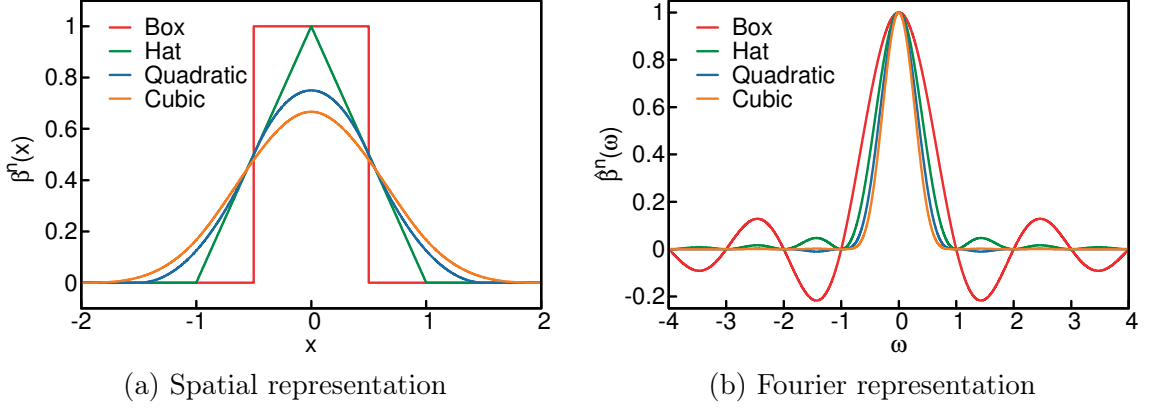 1
0.8
0.6
0.4
0.2
0
βⁿ(x)
Box
Hat
Quadratic
Cubic
-2 -1 0 1 2
x
(a) Spatial representation
1
0.8
0.6
0.4
0.2
0
-0.2
β̂ⁿ(ω)
Box
Hat
Quadratic
Cubic
-4 -3 -2 -1 0 1 2 3 4
ω
(b) Fourier representation